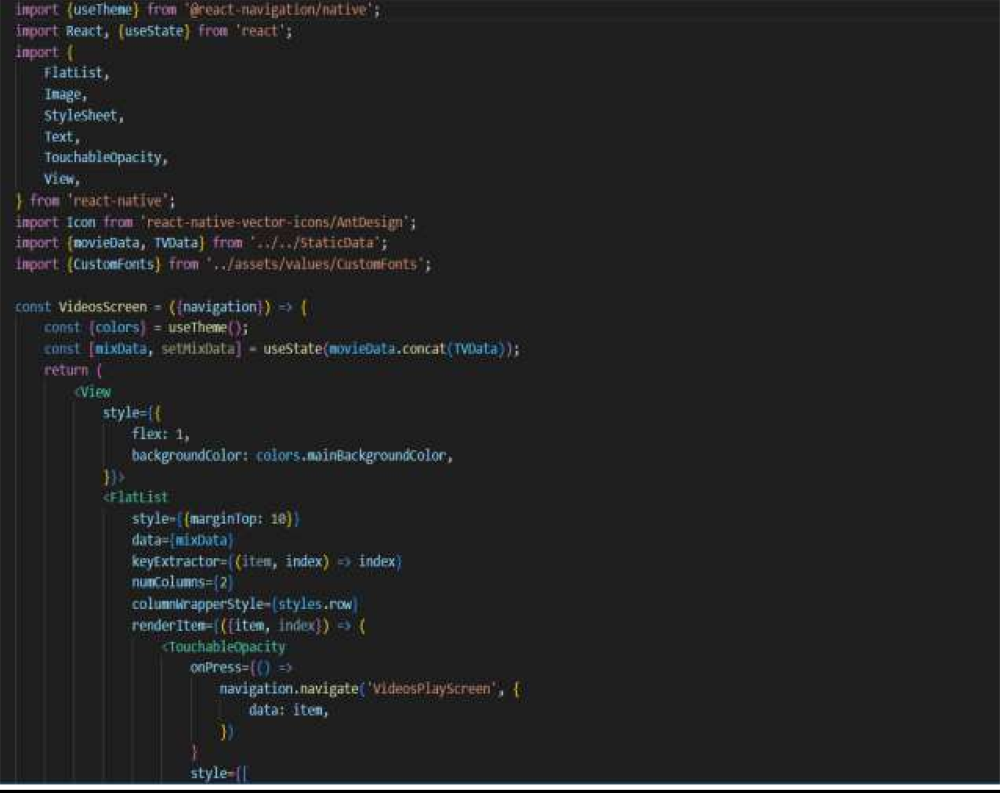 import {useTheme} from '@react-navigation/native';
import React, {useState} from 'react';
import {
    FlatList,
    Image,
    StyleSheet,
    Text,
    TouchableOpacity,
    View,
} from 'react-native';
import Icon from 'react-native-vector-icons/AntDesign';
import {movieData, TVData} from '../../StaticData';
import {CustomFonts} from '../assets/values/CustomFonts';

const VideosScreen = ({navigation}) => {
    const {colors} = useTheme();
    const [mixData, setMixData] = useState(movieData.concat(TVData));
    return (
        <View
            style={{
                flex: 1,
                backgroundColor: colors.mainBackgroundColor,
            }}>
            <FlatList
                style={{marginTop: 10}}
                data={mixData}
                keyExtractor={(item, index) => index}
                numColumns={2}
                columnWrapperStyle={styles.row}
                renderItem={({item, index}) => (
                    <TouchableOpacity
                        onPress={() =>
                            navigation.navigate('VideosPlayScreen', {
                                data: item,
                            })
                        }
                        style={[